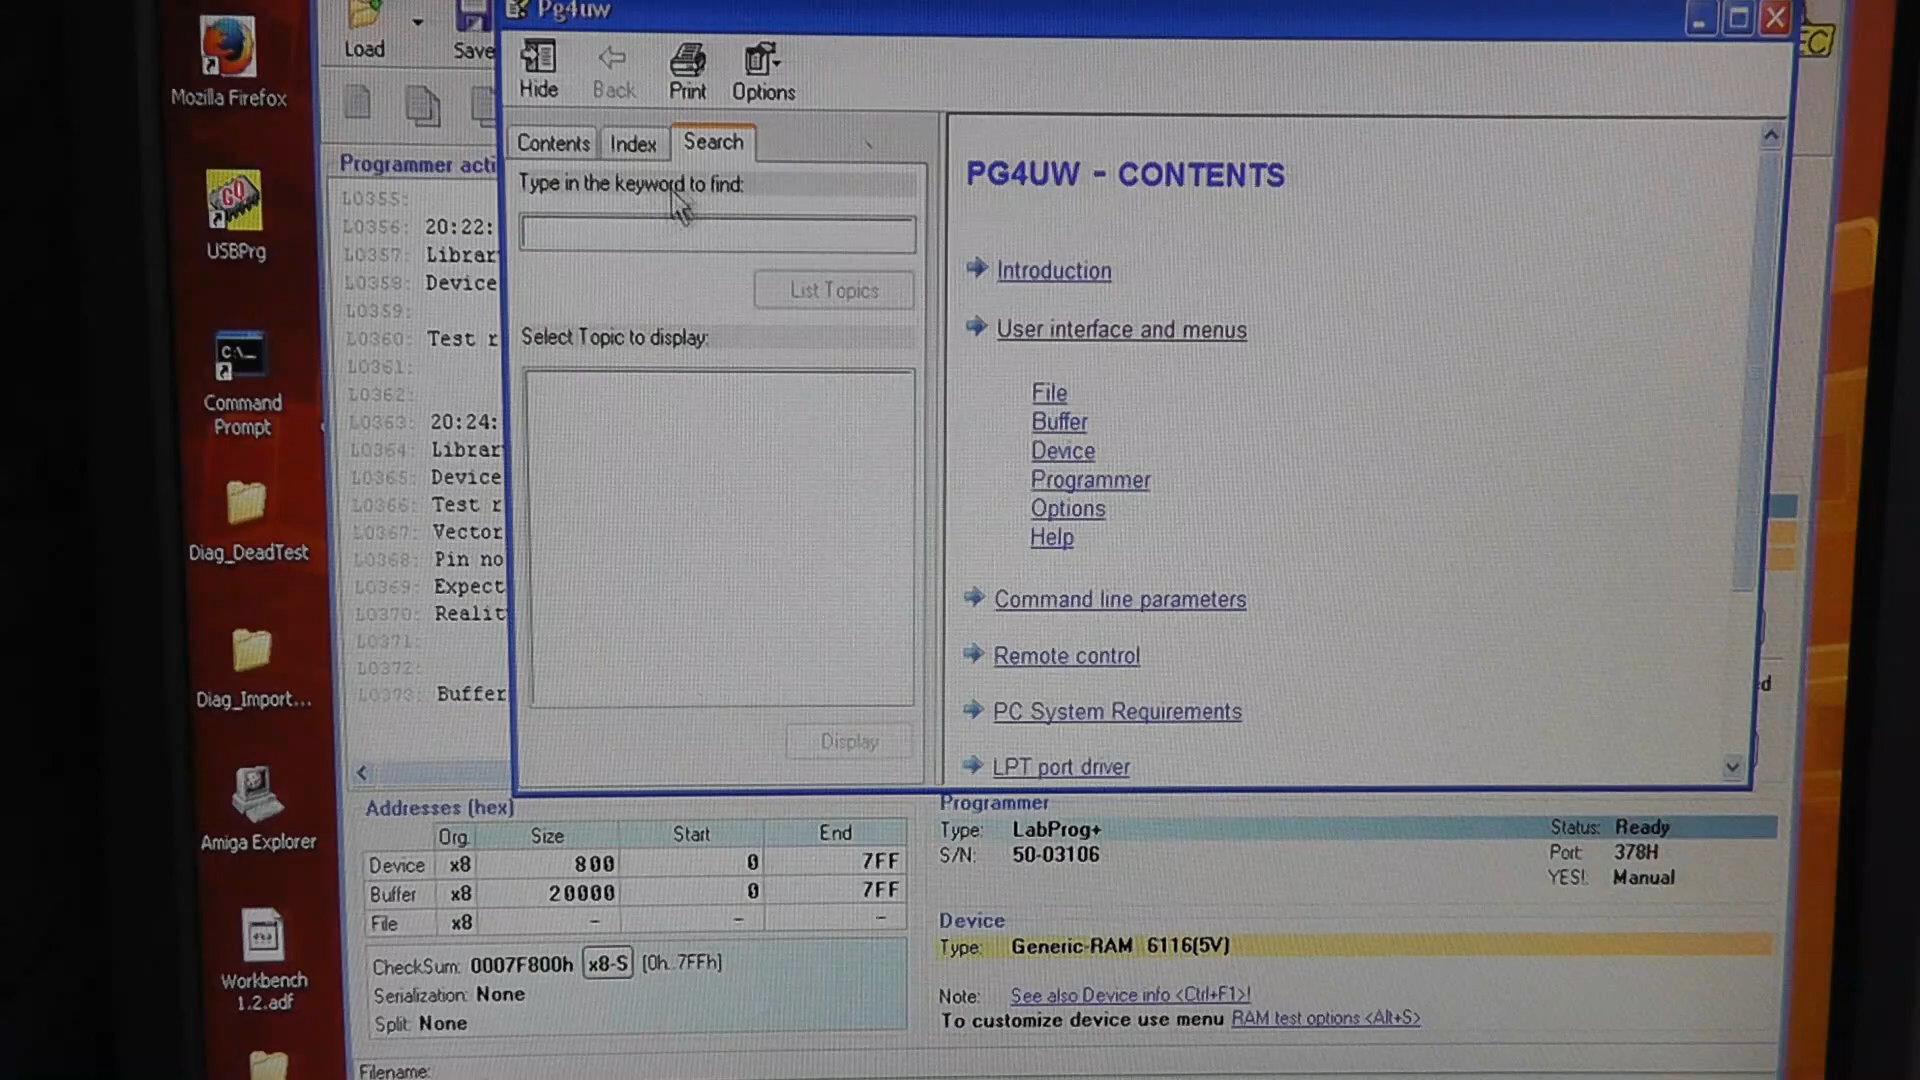 Mozilla Firefox
USBPrg
Command
Prompt
Diag_DeadTest
Diag_Import...
Amiga Explorer
Workbench
1.2.adf
Load
Save
Pg4uw
Hide
Back
Print
Options
Contents
Index
Search
Type in the keyword to find:
List Topics
Select Topic to display:
Display
PG4UW - CONTENTS
Introduction
User interface and menus
File
Buffer
Device
Programmer
Options
Help
Command line parameters
Remote control
PC System Requirements
LPT port driver
Programmer acti
L0355:
L0356: 20:22:
L0357: Librar
L0358: Device
L0359:
L0360: Test r
L0361:
L0362:
L0363: 20:24:
L0364: Librar
L0365: Device
L0366: Test r
L0367: Vector
L0368: Pin no
L0369: Expect
L0370: Realit
L0371:
L0372:
L0373: Buffer
Addresses (hex)
Org. Size Start End
Device x8 800 0 7FF
Buffer x8 20000 0 7FF
File x8 - - -
CheckSum: 0007F800h x8-S [0h..7FFh]
Serialization: None
Split: None
Programmer
Type: LabProg+ Status: Ready
S/N: 50-03106 Port: 378H
YES!: Manual
Device
Type: Generic-RAM 6116(5V)
Note: See also Device info <Ctrl+F1>!
To customize device use menu RAM test options <Alt+S>
Filename: